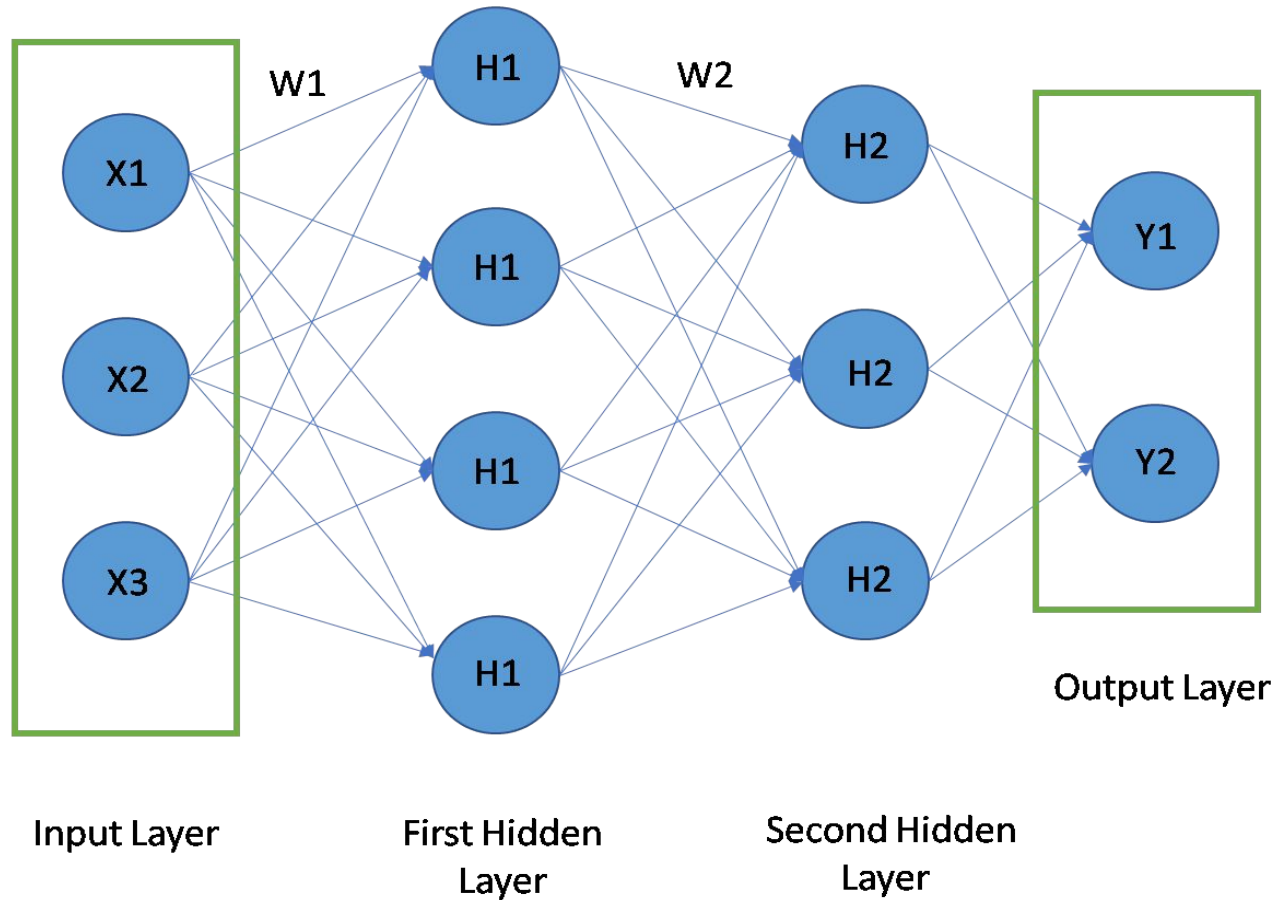 W1
W2
X1
X2
X3
H1
H1
H1
H1
H2
H2
H2
Y1
Y2
Input Layer
First Hidden
Layer
Second Hidden
Layer
Output Layer